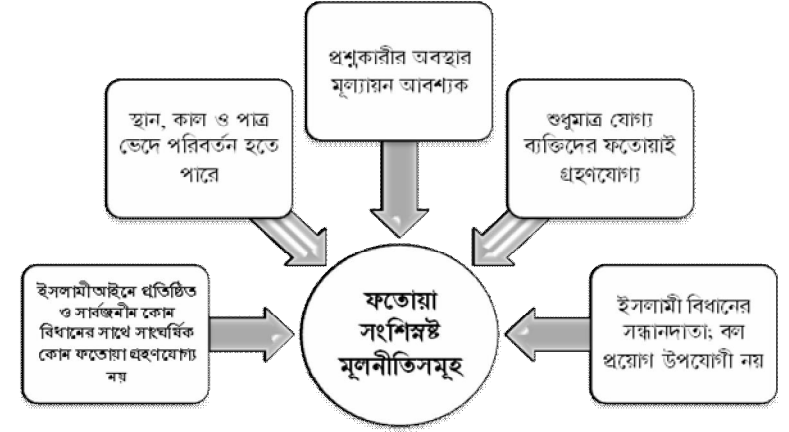 প্রশ্নকারীর অবস্থার
মূল্যায়ন আবশ্যক
স্থান, কাল ও পাত্র
ভেদে পরিবর্তন হতে
পারে
শুধুমাত্র যোগ্য
ব্যক্তিদের ফতোয়াই
গ্রহণযোগ্য
ইসলামীআইনে প্রতিষ্ঠিত
ও সার্বজনীন কোন
বিধানের সাথে সাংঘর্ষিক
কোন ফতোয়া গ্রহণযোগ্য
নয়
ফতোয়া
সংশিস্নষ্ট
মূলনীতিসমূহ
ইসলামী বিধানের
সন্ধানদাতা; বল
প্রয়োগ উপযোগী নয়